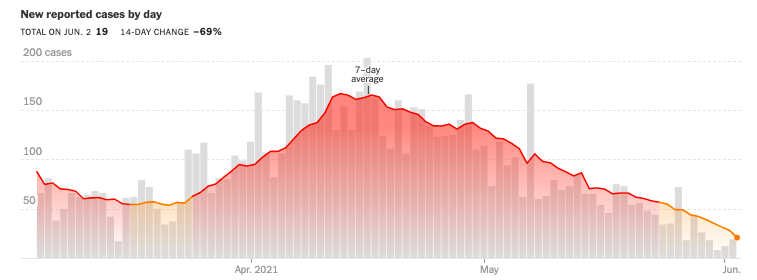 New reported cases by day
TOTAL ON JUN. 2 19 14-DAY CHANGE –69%
200 cases
7–day
average
150
100
50
Apr. 2021 May Jun.